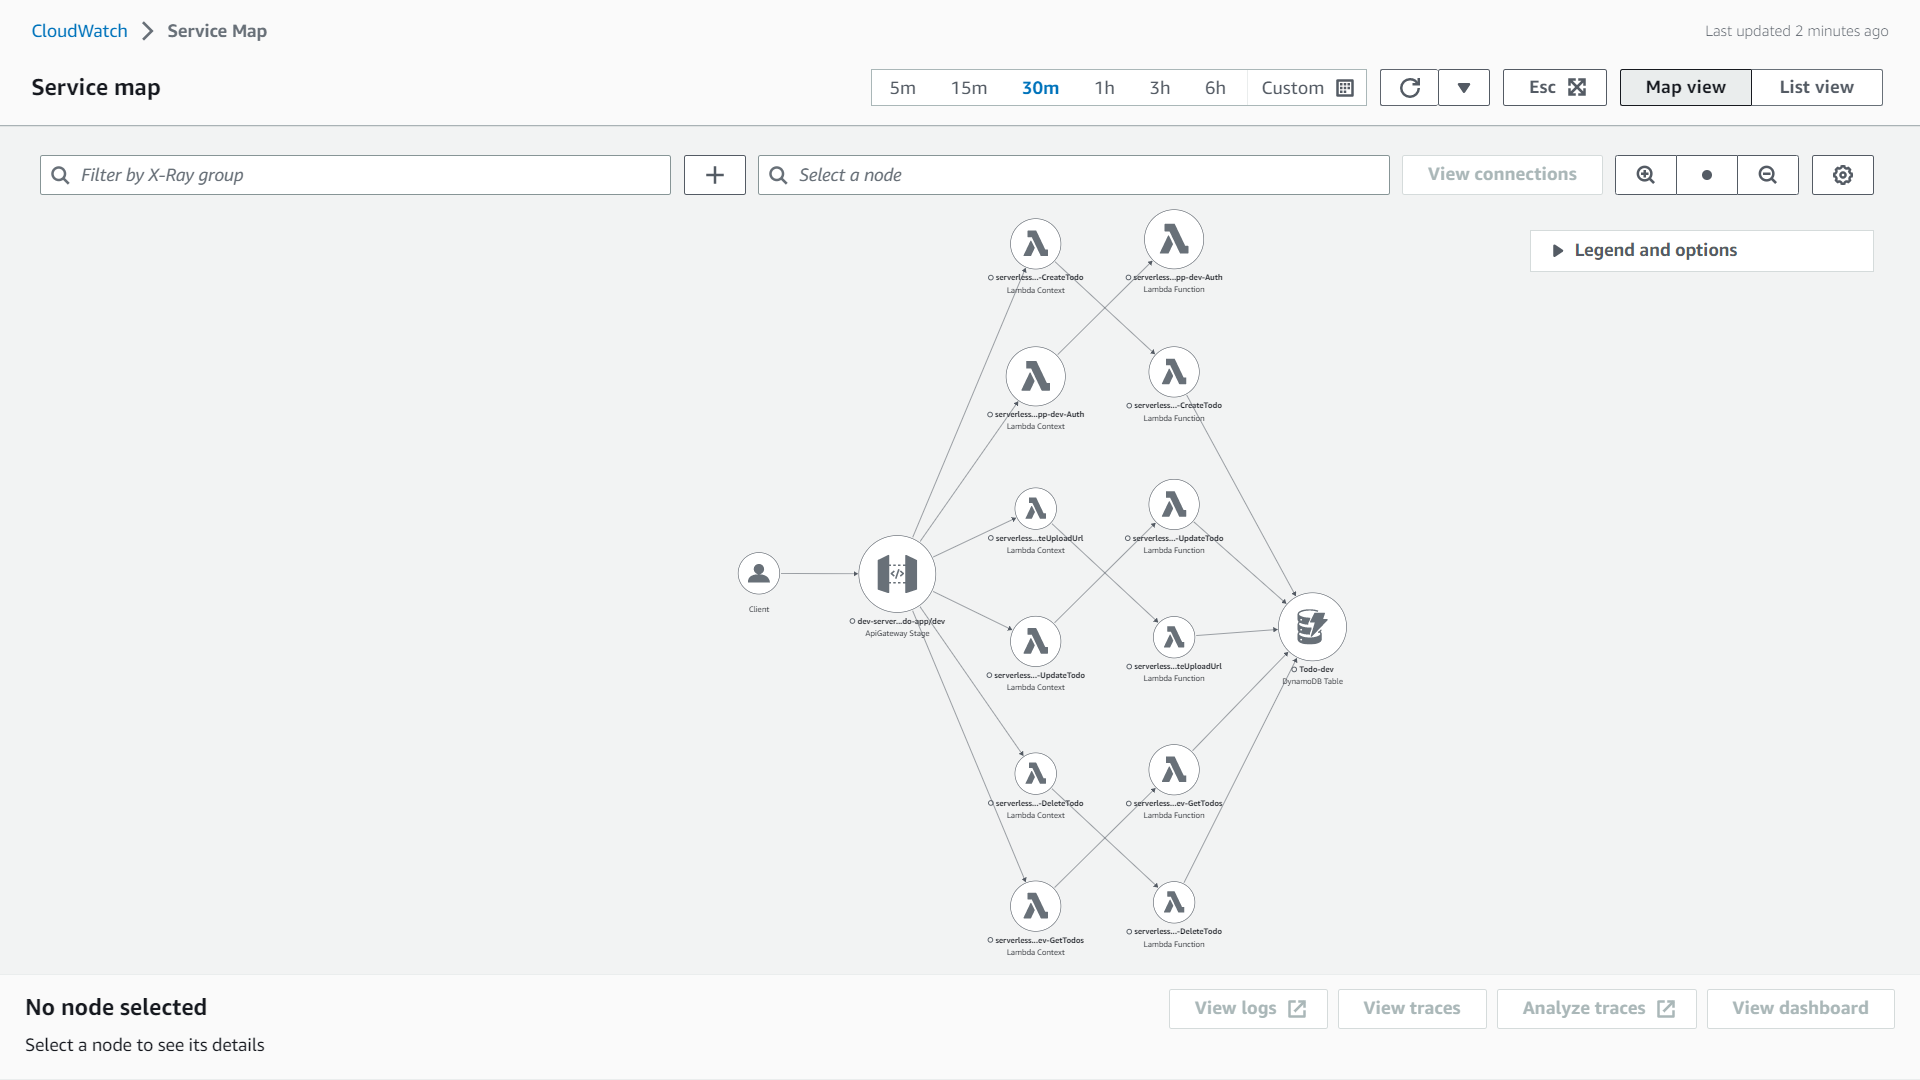 CloudWatch > Service Map
Last updated 2 minutes ago
Service map
5m 15m 30m 1h 3h 6h Custom
Esc
Map view List view
Filter by X-Ray group
Select a node
View connections
Legend and options
serverless...-CreateTodo
Lambda Context
serverless...pp-dev-Auth
Lambda Function
serverless...pp-dev-Auth
Lambda Context
serverless...-CreateTodo
Lambda Function
serverless...teUploadUrl
Lambda Context
serverless...-UpdateTodo
Lambda Function
Client
dev-server...do-app/dev
ApiGateway Stage
serverless...-UpdateTodo
Lambda Context
serverless...teUploadUrl
Lambda Function
Todo-dev
DynamoDB Table
serverless...-DeleteTodo
Lambda Context
serverless...ev-GetTodos
Lambda Function
serverless...ev-GetTodos
Lambda Context
serverless...-DeleteTodo
Lambda Function
No node selected
Select a node to see its details
View logs View traces Analyze traces View dashboard